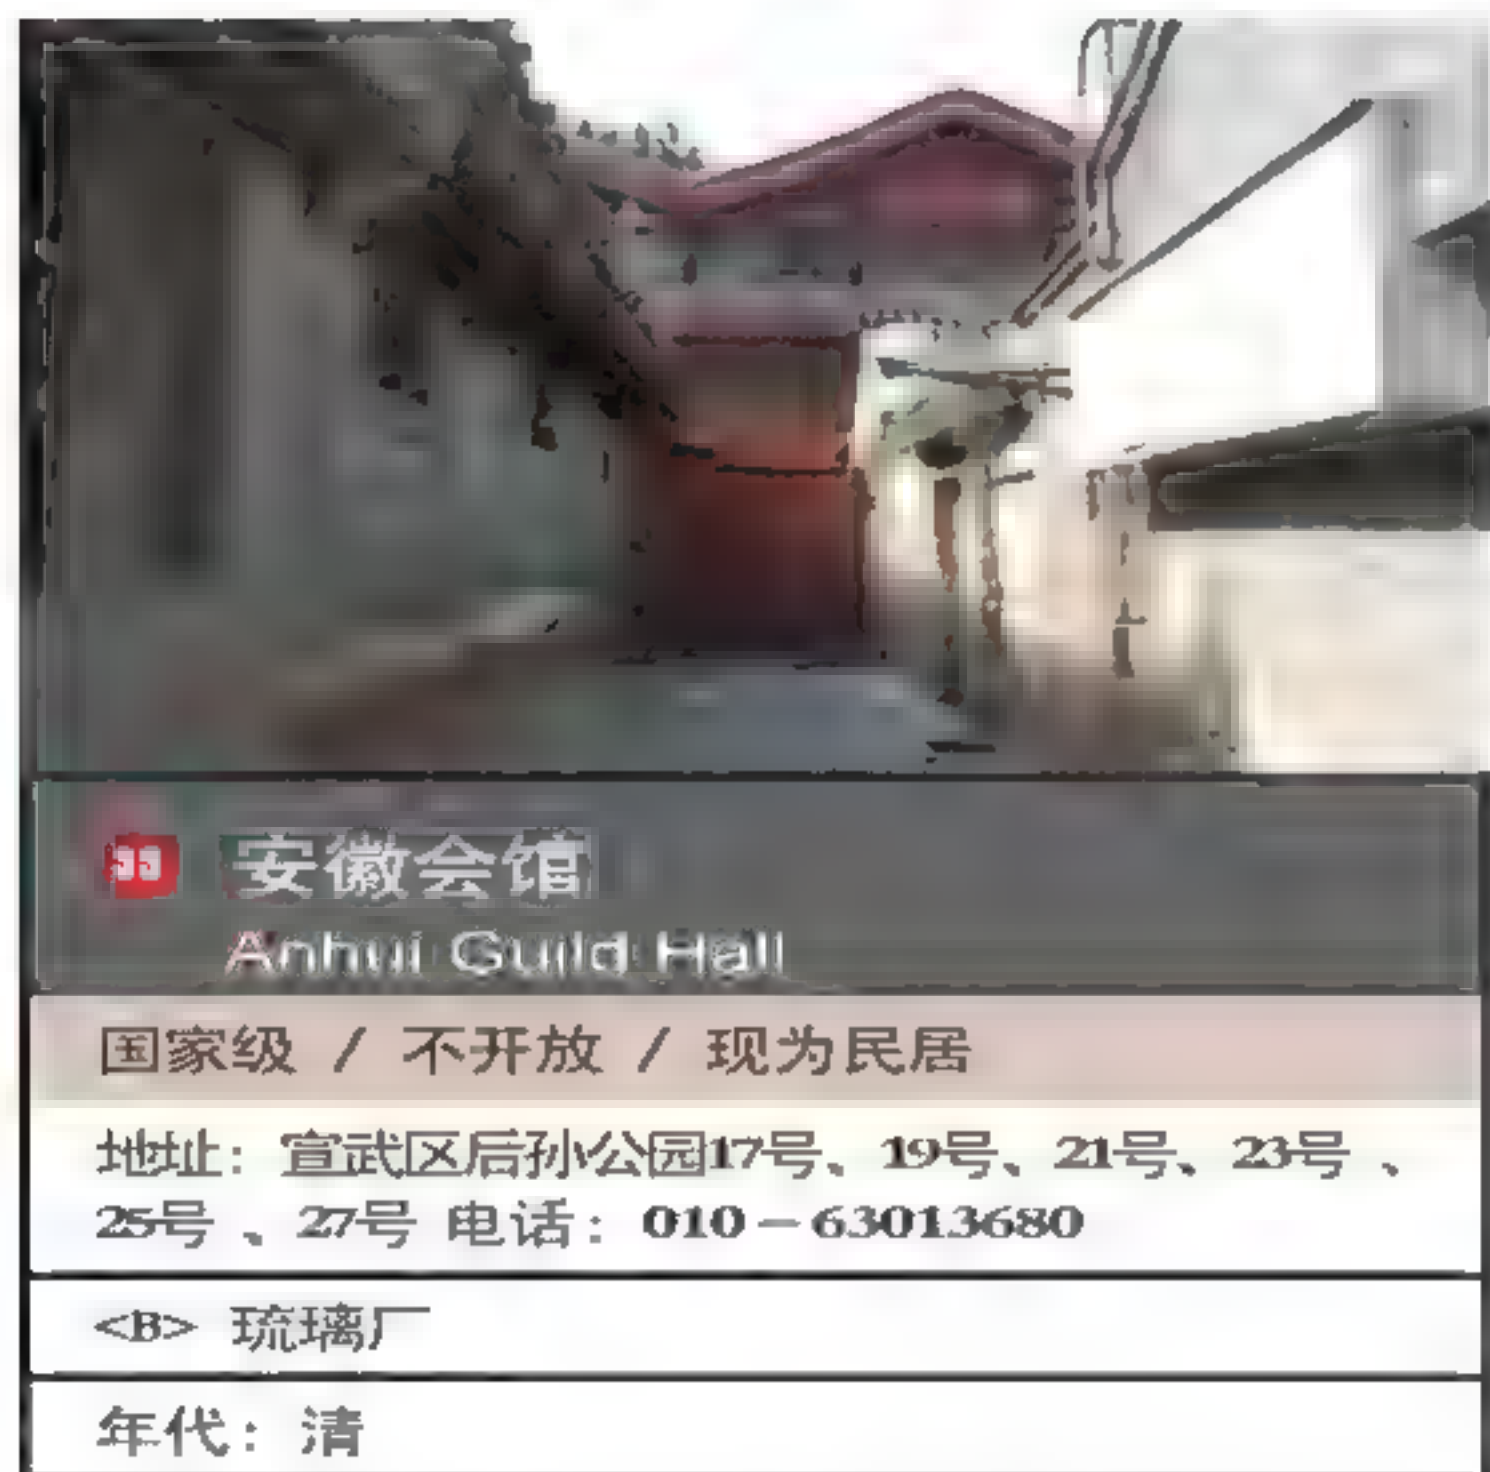 安徽会馆
Anhui Guild Hall
国家级 / 不开放 / 现为民居
地址：宣武区后孙公园17号、19号、21号、23号 、
25号 、27号 电话：010－63013680
<B> 琉璃厂
年代：清